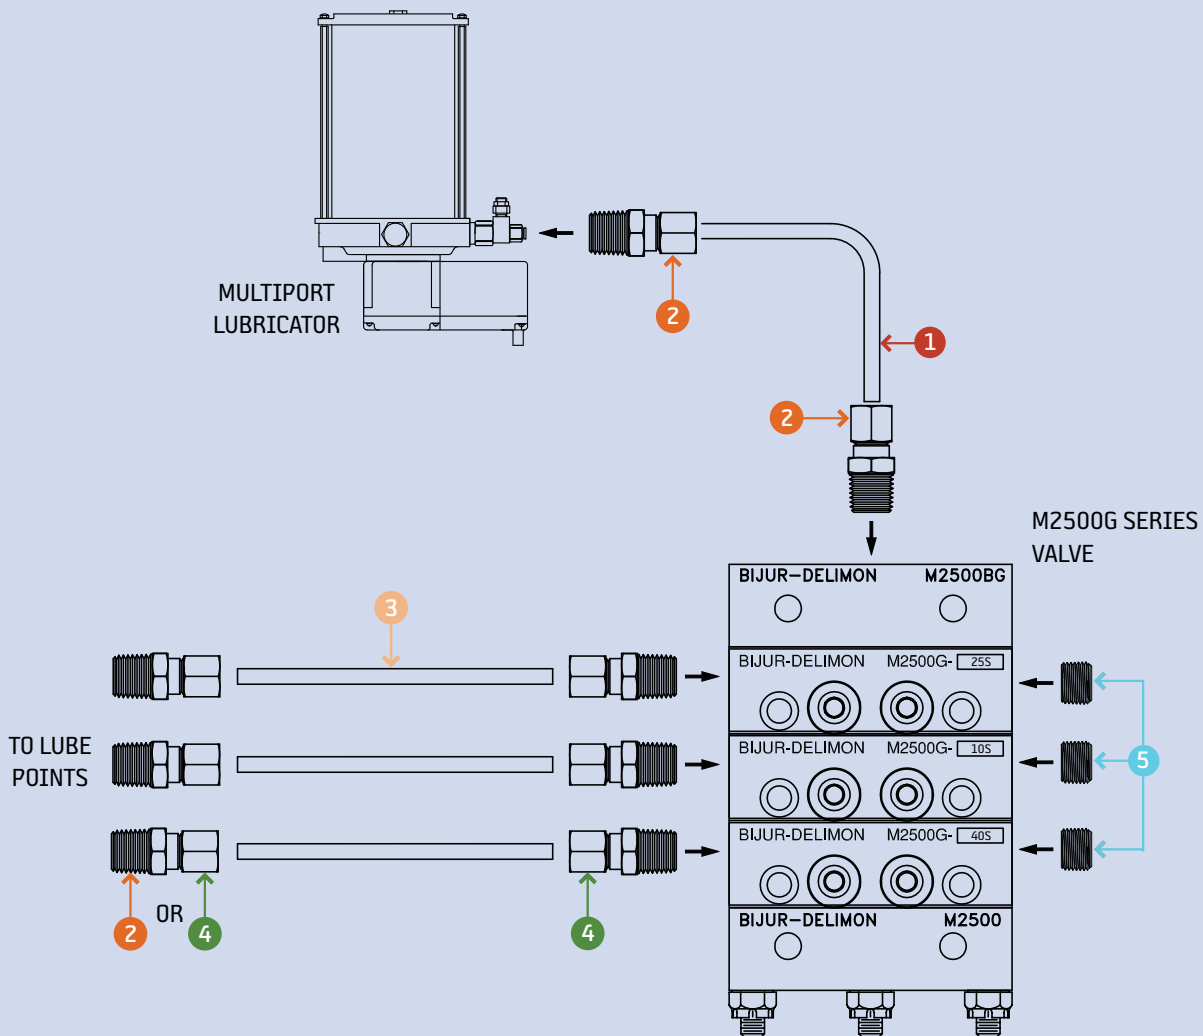 MULTIPORT
LUBRICATOR
2
1
2
M2500G SERIES
VALVE
BIJUR–DELIMON M2500BG
3
BIJUR-DELIMON M2500G- 25S
TO LUBE
POINTS
BIJUR-DELIMON M2500G- 10S
5
BIJUR-DELIMON M2500G- 40S
2 OR 4
4
BIJUR–DELIMON M2500